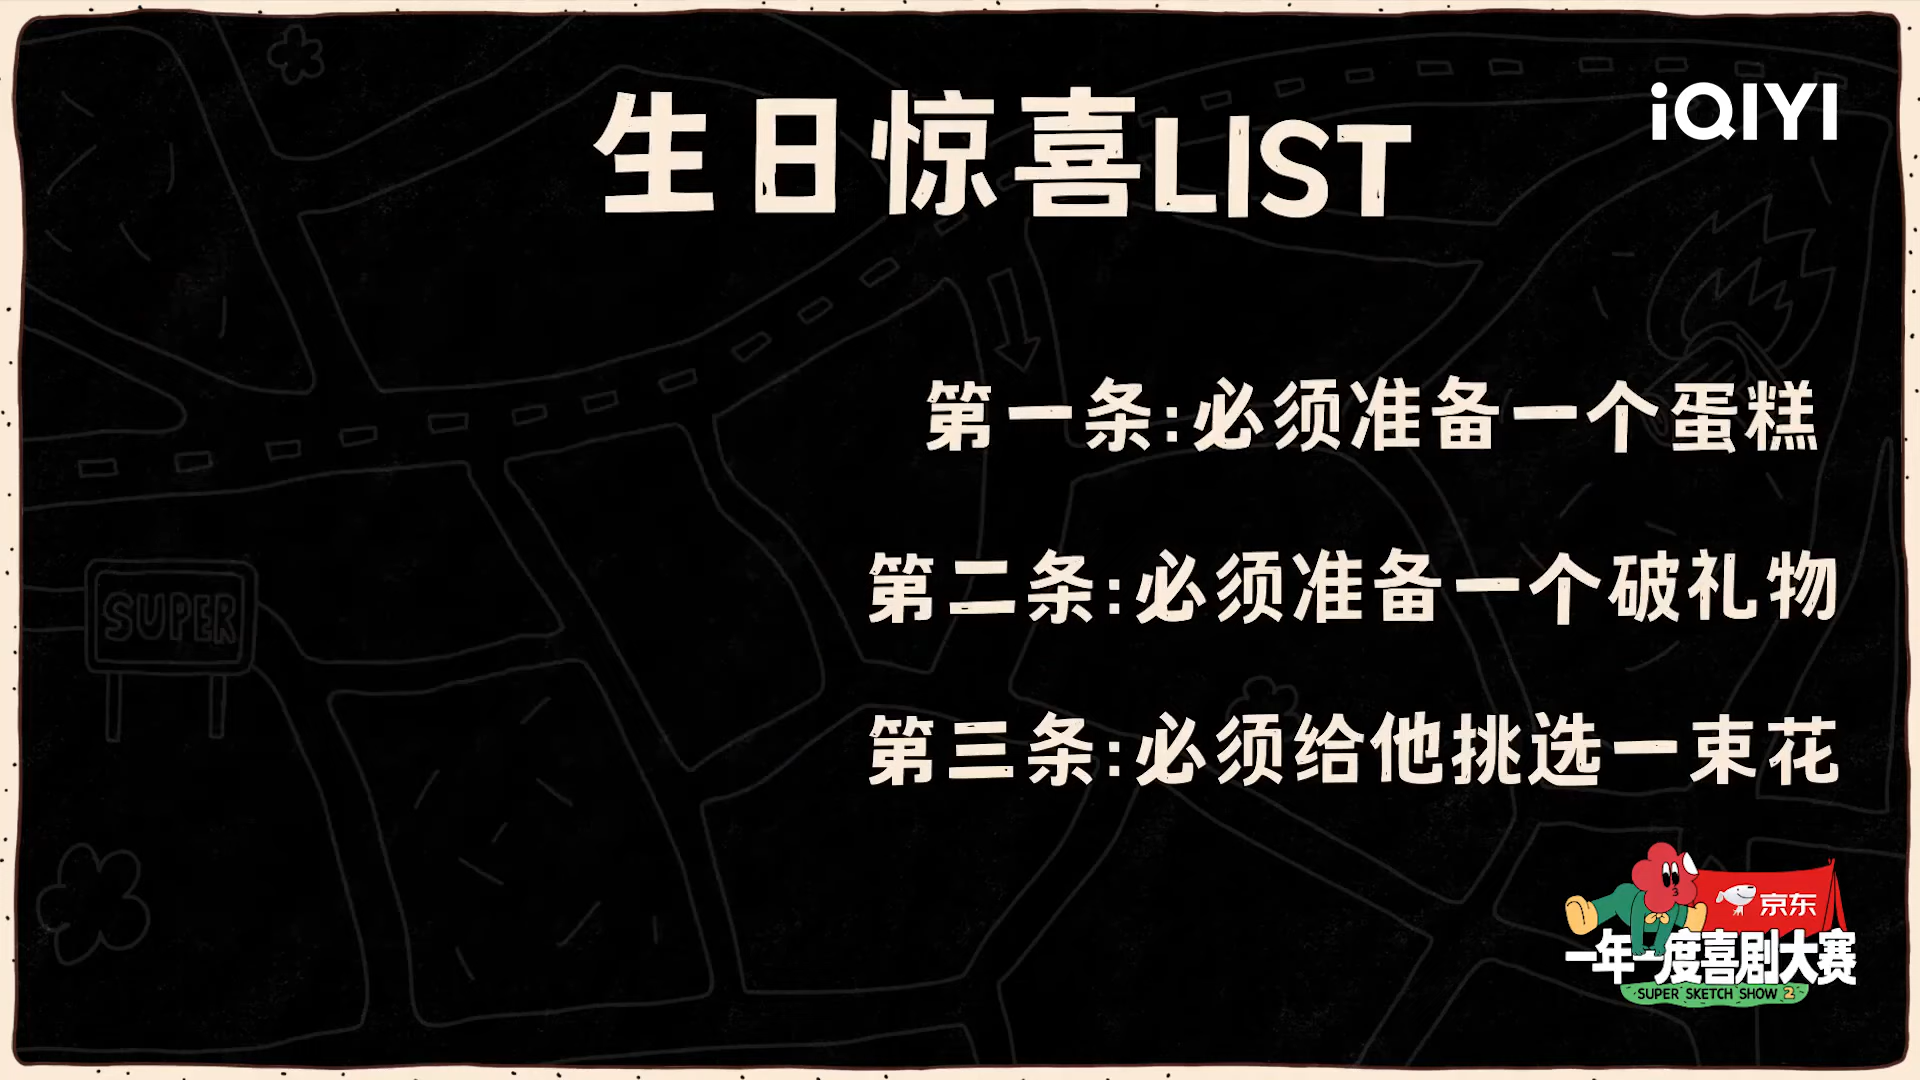 生日惊喜LIST
iQIYI
第一条:必须准备一个蛋糕
第二条:必须准备一个破礼物
第三条:必须给他挑选一束花
SUPER
京东
一年一度喜剧大赛
SUPER SKETCH SHOW 2